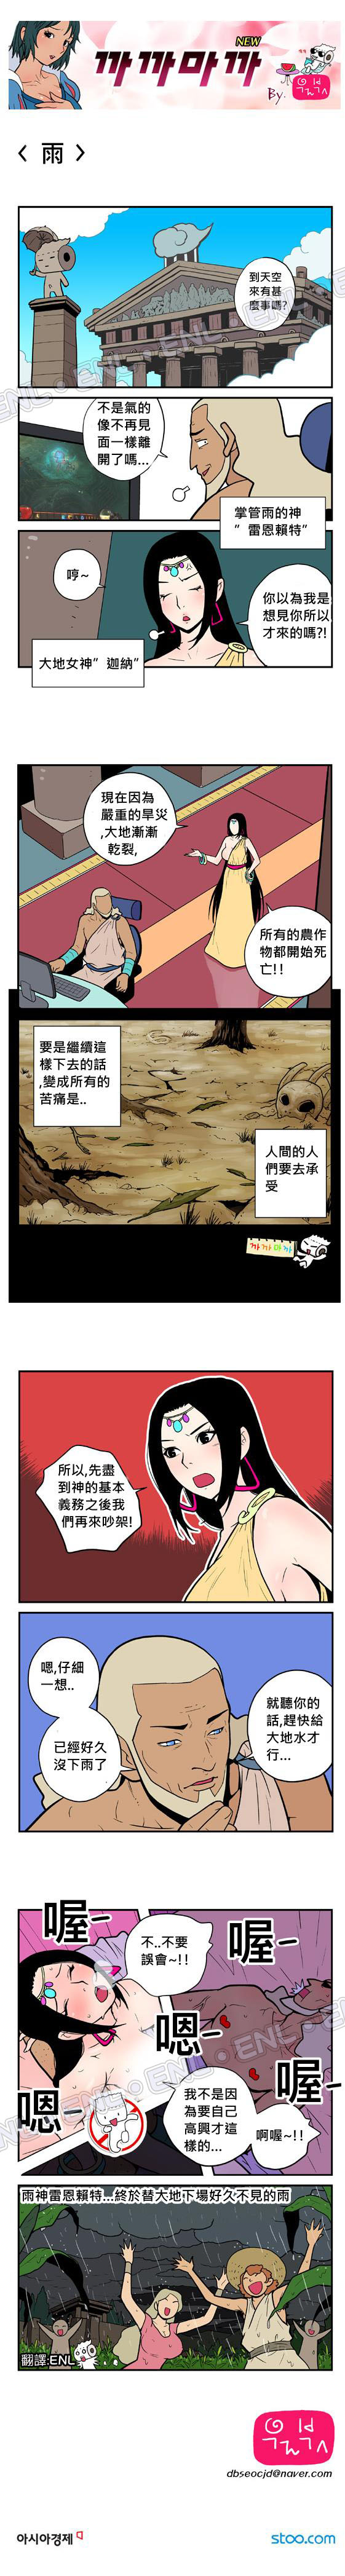 NEW
까까마까
By. 윤서
〈 雨 〉
到天空
來有甚
麼事嗎?
不是氣的
像不再見
面一樣離
開了嗎...
掌管雨的神
”雷恩賴特”
哼~
你以為我是
想見你所以
才來的嗎?!
大地女神”迦納”
現在因為
嚴重的旱災
,大地漸漸
乾裂,
所有的農作
物都開始死
亡!!
要是繼續這
樣下去的話
,變成所有的
苦痛是..
人間的人
們要去承
受
까까마까
所以,先盡
到神的基本
義務之後我
們再來吵架!
嗯,仔細
一想..
已經好久
沒下雨了
就聽你的
話,趕快給
大地水才
行...
喔-
不..不要
誤會~!!
喔-
嗯-
喔-
嗯
我不是因
為要自己
高興才這
樣的...
啊喔~!!
雨神雷恩賴特...終於替大地下場好久不見的雨
翻譯:ENL
dbseocjd@naver.com
아시아경제
stoo.com
ENL